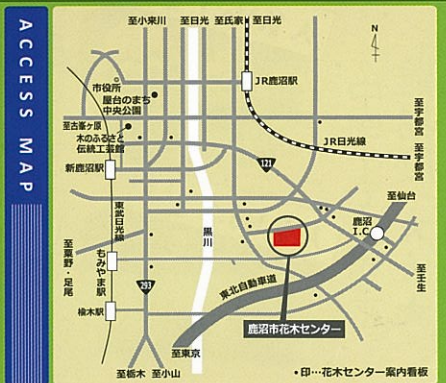 ACCESS MAP
至小来川
至日光
至氏家
至日光
N
市役所
屋台のまち
中央公園
JR鹿沼駅
至古峯ヶ原
木のふるさと
伝統工芸館
至宇都宮
至宇都宮
JR日光線
新鹿沼駅
121
至仙台
東武日光線
黒川
鹿沼
I.C
至粟野・足尾
もみやま駅
293
東北自動車道
至壬生
楡木駅
鹿沼市花木センター
至東京
至栃木
至小山
・印…花木センター案内看板